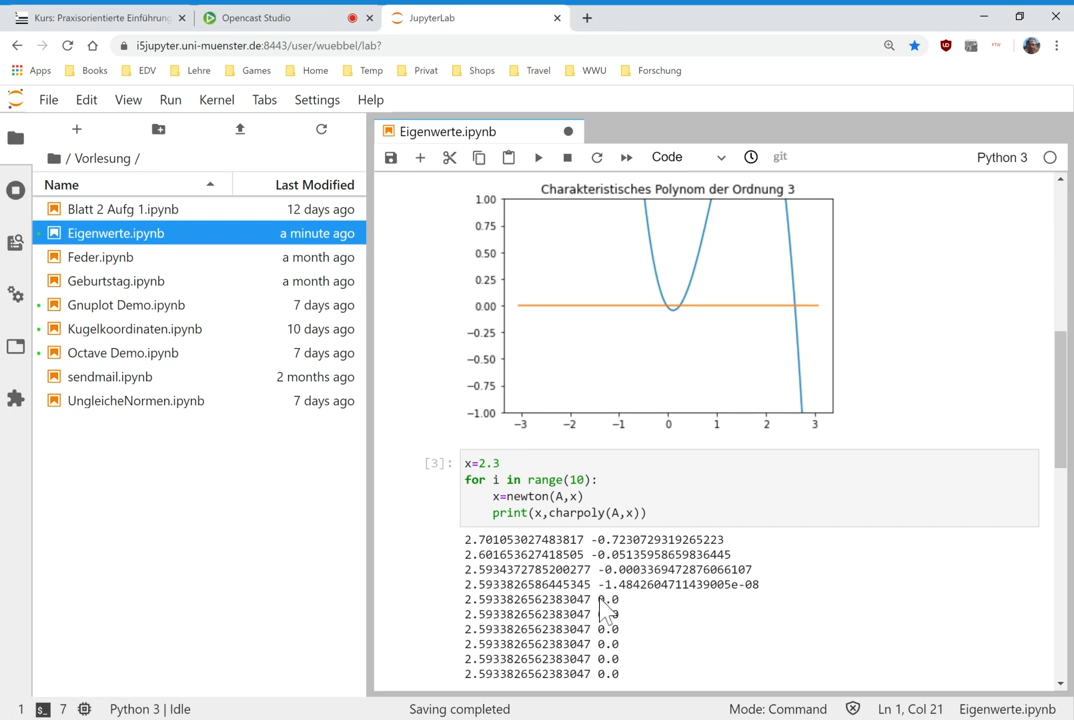 Kurs: Praxisorientierte Einführung
Opencast Studio
JupyterLab
i5jupyter.uni-muenster.de:8443/user/wuebbel/lab?
Apps Books EDV Lehre Games Home Temp Privat Shops Travel WWU Forschung
File Edit View Run Kernel Tabs Settings Help
Eigenwerte.ipynb
/ Vorlesung /
Code
git
Python 3
Name Last Modified
Blatt 2 Aufg 1.ipynb 12 days ago
Eigenwerte.ipynb a minute ago
Feder.ipynb a month ago
Geburtstag.ipynb a month ago
Gnuplot Demo.ipynb 7 days ago
Kugelkoordinaten.ipynb 10 days ago
Octave Demo.ipynb 7 days ago
sendmail.ipynb 2 months ago
UngleicheNormen.ipynb 7 days ago
Charakteristisches Polynom der Ordnung 3
1.00
0.75
0.50
0.25
0.00
−0.25
−0.50
−0.75
−1.00
−3 −2 −1 0 1 2 3
[3]: x=2.3
for i in range(10):
x=newton(A,x)
print(x,charpoly(A,x))
2.701053027483817 -0.7230729319265223
2.601653627418505 -0.05135958659836445
2.5934372785200277 -0.0003369472876066107
2.5933826586445345 -1.4842604711439005e-08
2.5933826562383047 0.0
2.5933826562383047
2.5933826562383047 0.0
2.5933826562383047 0.0
2.5933826562383047 0.0
2.5933826562383047 0.0
1 7 Python 3 | Idle Saving completed Mode: Command Ln 1, Col 21 Eigenwerte.ipynb